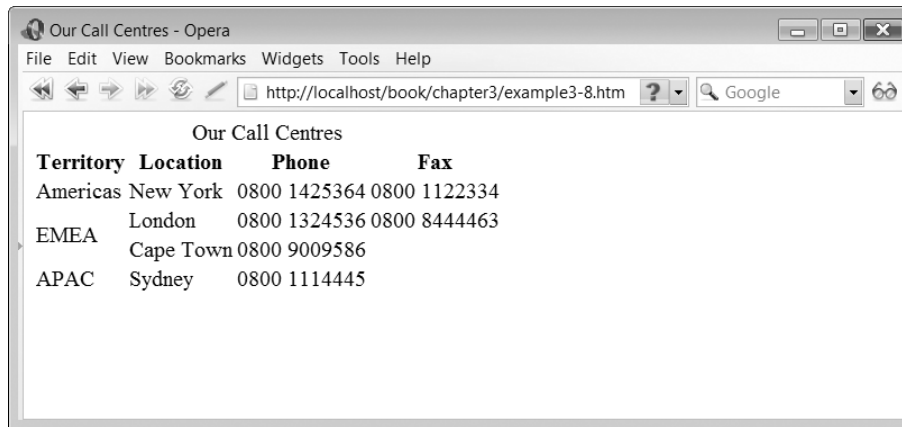 Our Call Centres - Opera
File Edit View Bookmarks Widgets Tools Help
http://localhost/book/chapter3/example3-8.htm ? Google
Our Call Centres
Territory Location Phone Fax
Americas New York 0800 1425364 0800 1122334
EMEA London 0800 1324536 0800 8444463
Cape Town 0800 9009586
APAC Sydney 0800 1114445